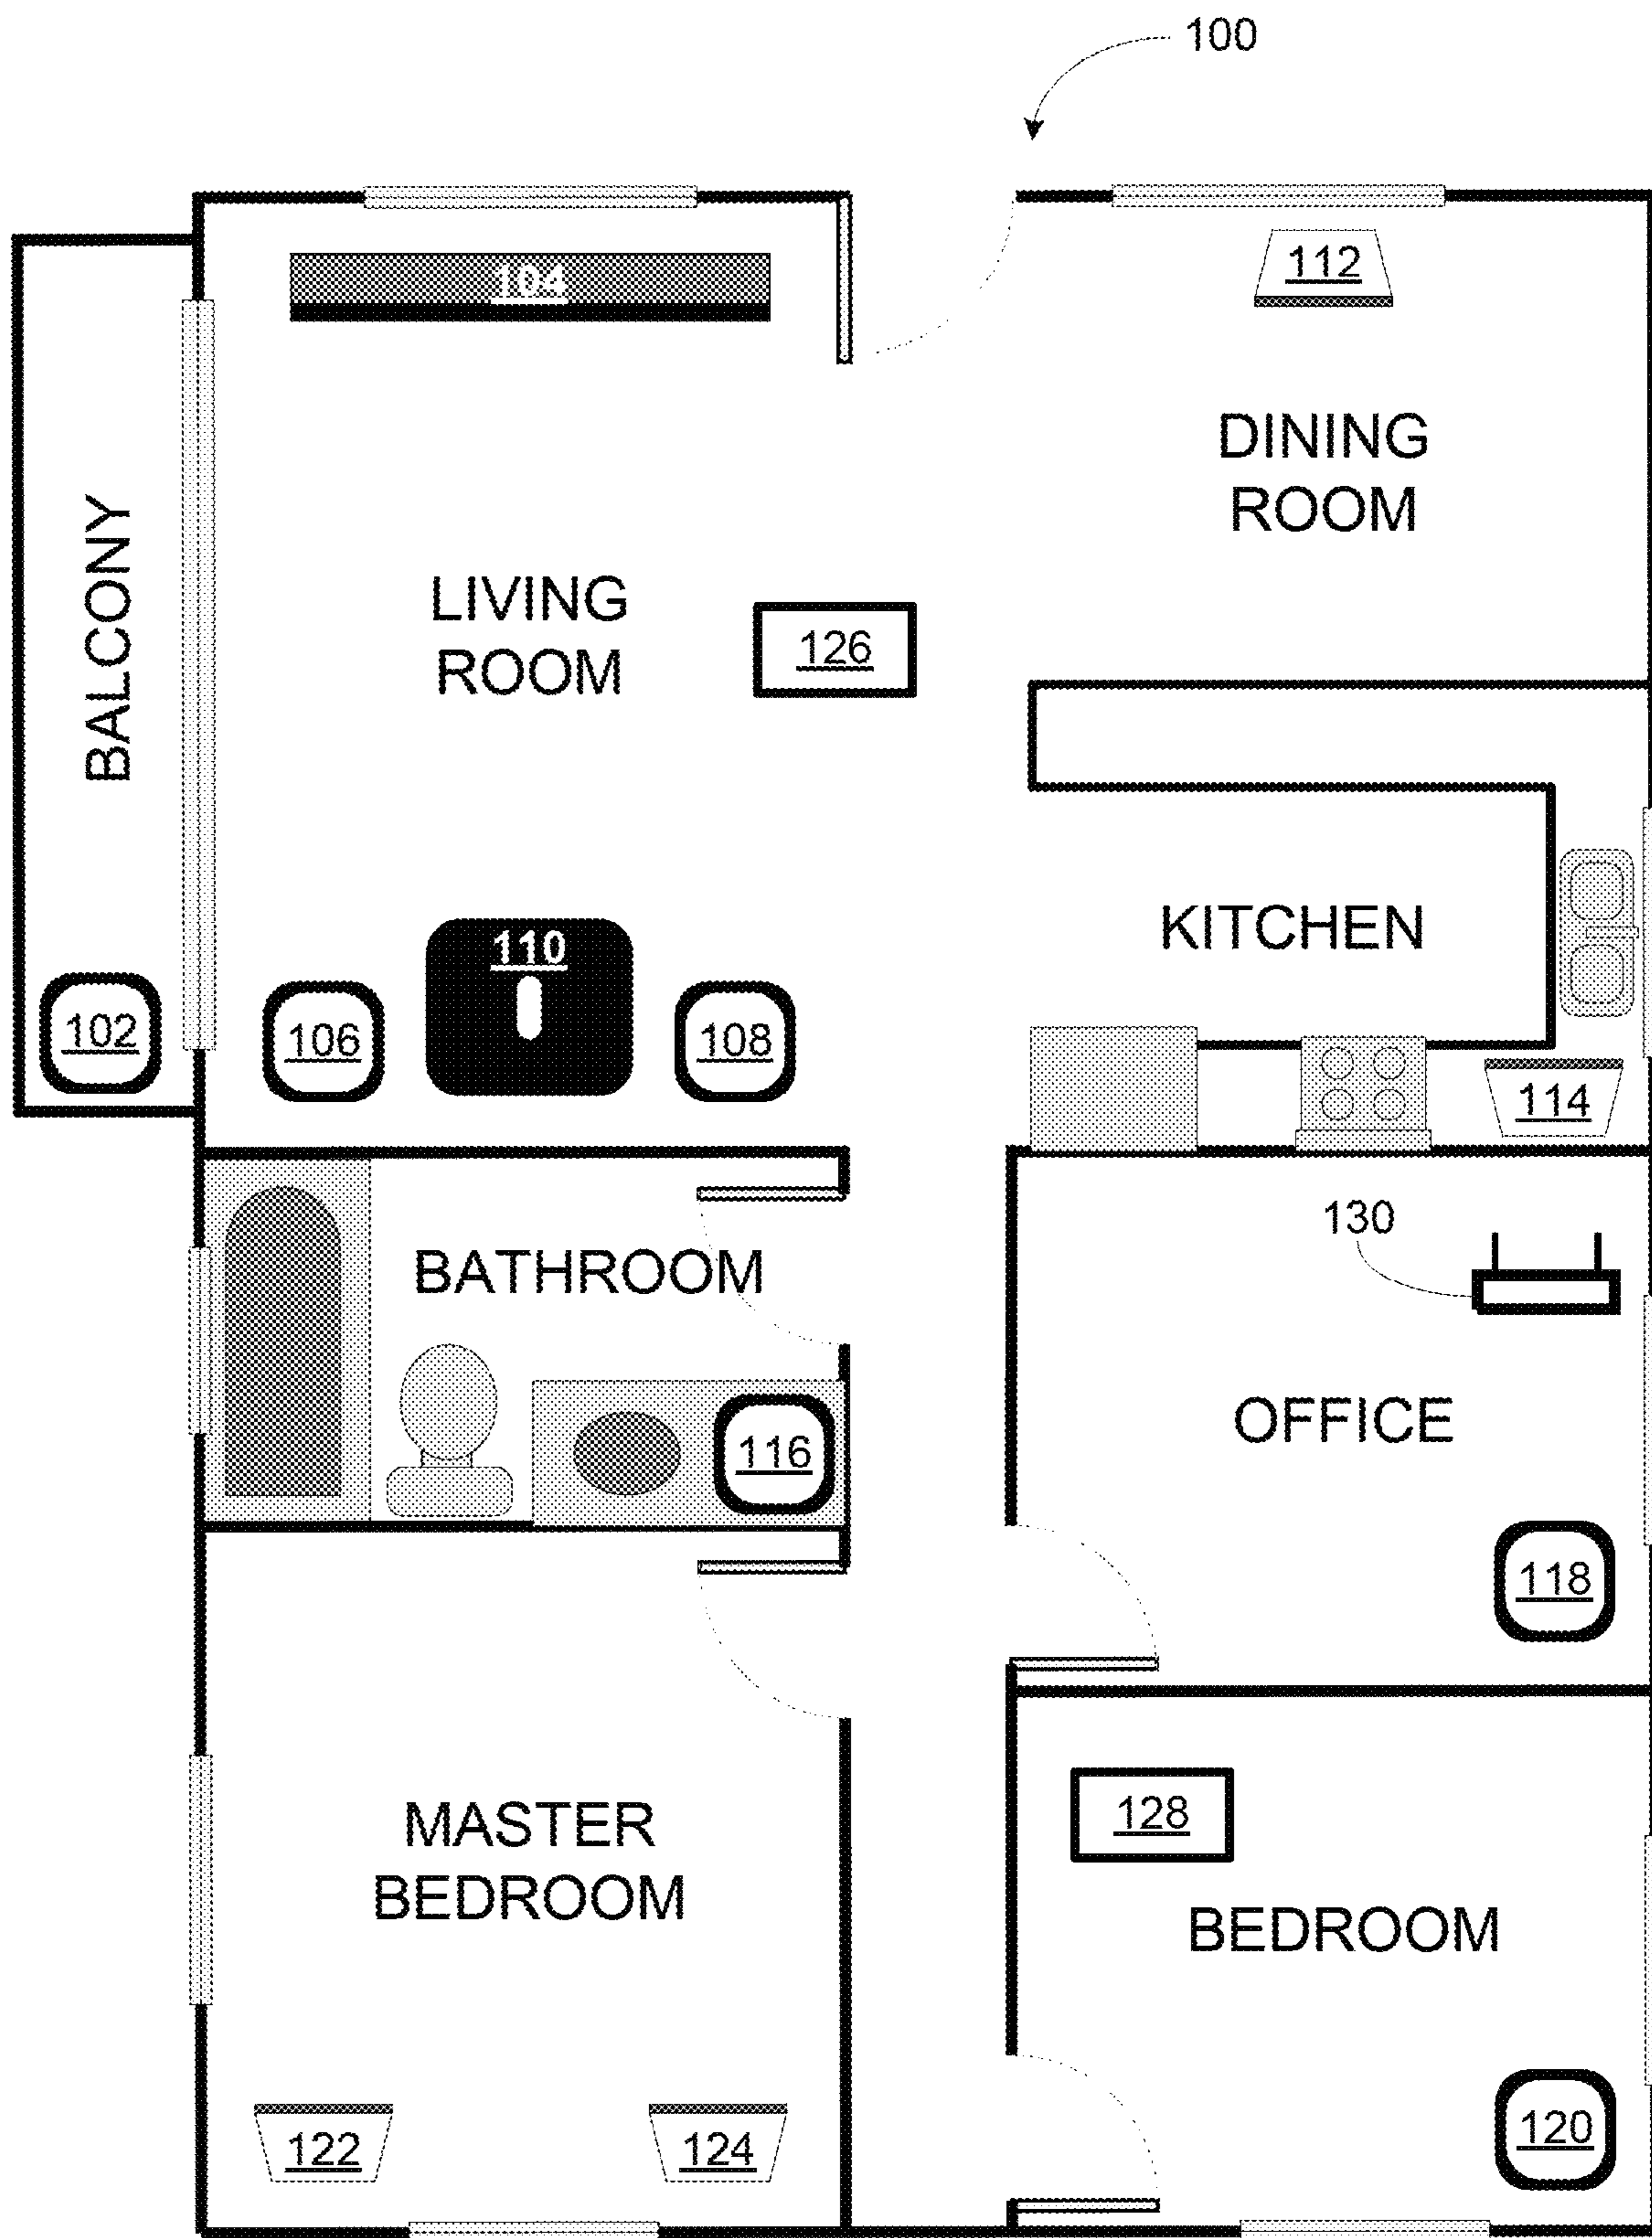 100
104
112
DINING
ROOM
BALCONY
LIVING
ROOM
126
KITCHEN
110
102
106
108
114
130
BATHROOM
OFFICE
116
118
128
MASTER
BEDROOM
BEDROOM
122
124
120